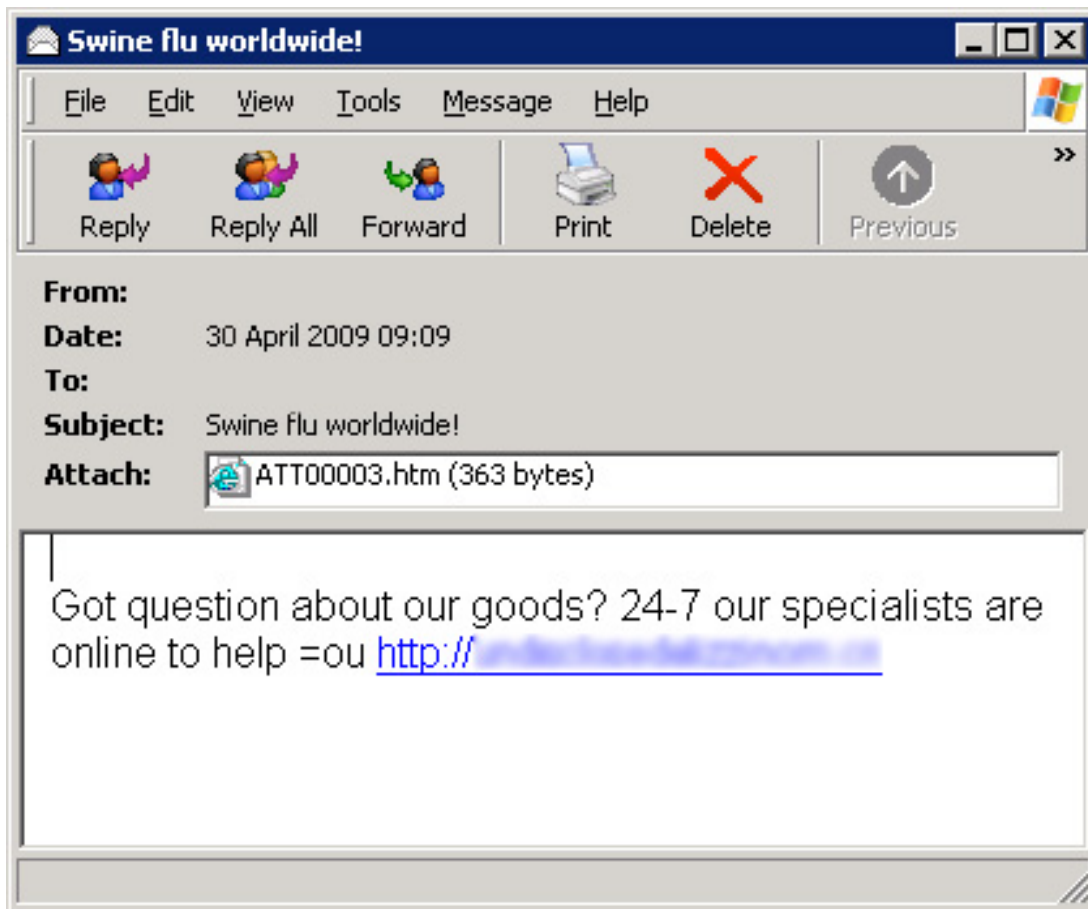 Swine flu worldwide!
File Edit View Tools Message Help
Reply Reply All Forward Print Delete Previous »
From:
Date: 30 April 2009 09:09
To:
Subject: Swine flu worldwide!
Attach: ATT00003.htm (363 bytes)
Got question about our goods? 24-7 our specialists are
online to help =ou http://